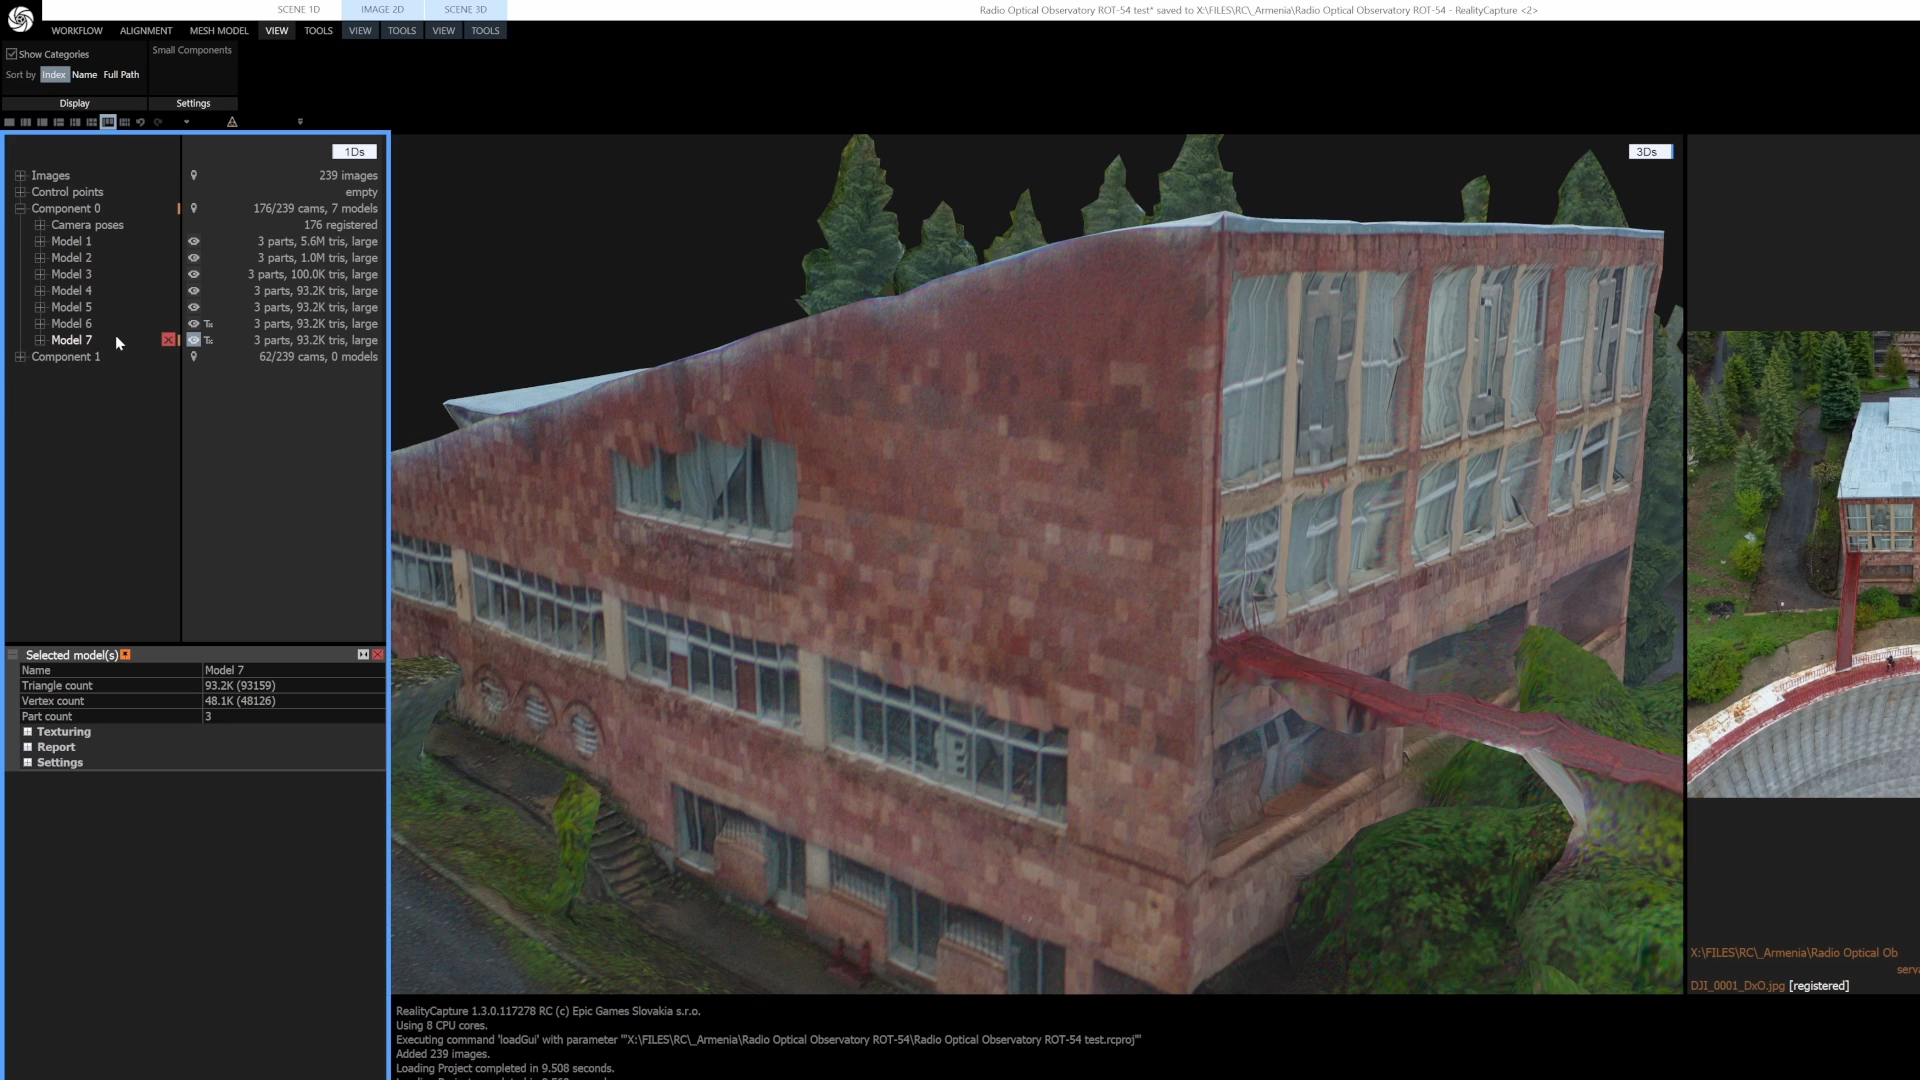 SCENE 1D IMAGE 2D SCENE 3D Radio Optical Observatory ROT-54 test* saved to X:\FILES\RC\_Armenia\Radio Optical Observatory ROT-54 - RealityCapture <2>
WORKFLOW ALIGNMENT MESH MODEL VIEW TOOLS VIEW TOOLS VIEW TOOLS
Show Categories Small Components
Sort by Index Name Full Path
Display Settings
1Ds 3Ds
Images 239 images
Control points empty
Component 0 176/239 cams, 7 models
Camera poses 176 registered
Model 1 3 parts, 5.6M tris, large
Model 2 3 parts, 1.0M tris, large
Model 3 3 parts, 100.0K tris, large
Model 4 3 parts, 93.2K tris, large
Model 5 3 parts, 93.2K tris, large
Model 6 3 parts, 93.2K tris, large
Model 7 3 parts, 93.2K tris, large
Component 1 62/239 cams, 0 models
Selected model(s)
Name Model 7
Triangle count 93.2K (93159)
Vertex count 48.1K (48126)
Part count 3
Texturing
Report
Settings
X:\FILES\RC\_Armenia\Radio Optical Ob
serva
DJI_0001_DxO.jpg [registered]
RealityCapture 1.3.0.117278 RC (c) Epic Games Slovakia s.r.o.
Using 8 CPU cores.
Executing command 'loadGui' with parameter '"X:\FILES\RC\_Armenia\Radio Optical Observatory ROT-54\Radio Optical Observatory ROT-54 test.rcproj"'
Added 239 images.
Loading Project completed in 9.508 seconds.